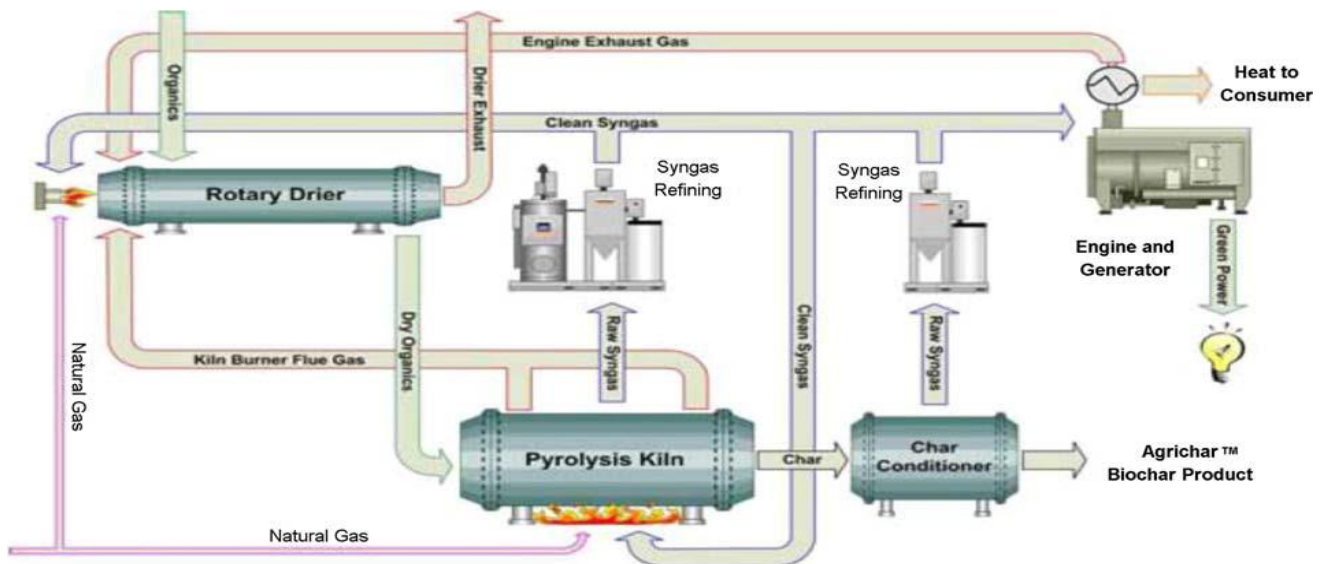 Engine Exhaust Gas
Organics
Drier Exhaust
Heat to
Consumer
Clean Syngas
Syngas
Refining
Syngas
Refining
Rotary Drier
Engine and
Generator
Green Power
Dry Organics
Raw Syngas
Clean Syngas
Raw Syngas
Kiln Burner Flue Gas
Natural Gas
Pyrolysis Kiln
Char
Char
Conditioner
Agrichar™
Biochar Product
Natural Gas